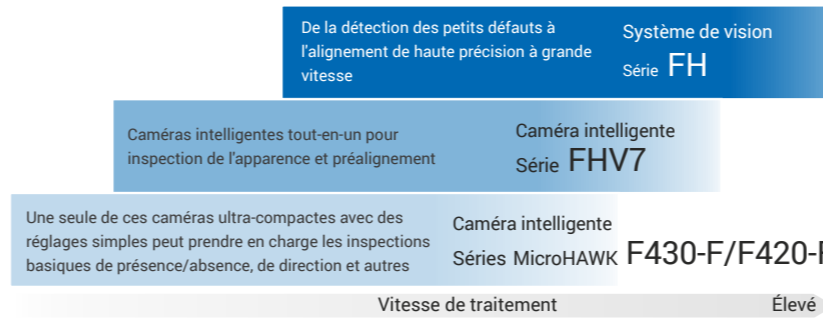 De la détection des petits défauts à
l'alignement de haute précision à grande
vitesse
Système de vision
Série FH
Caméras intelligentes tout-en-un pour
inspection de l'apparence et préalignement
Caméra intelligente
Série FHV7
Une seule de ces caméras ultra-compactes avec des
réglages simples peut prendre en charge les inspections
basiques de présence/absence, de direction et autres
Caméra intelligente
Séries MicroHAWK F430-F/F420-F
Vitesse de traitement
Élevé